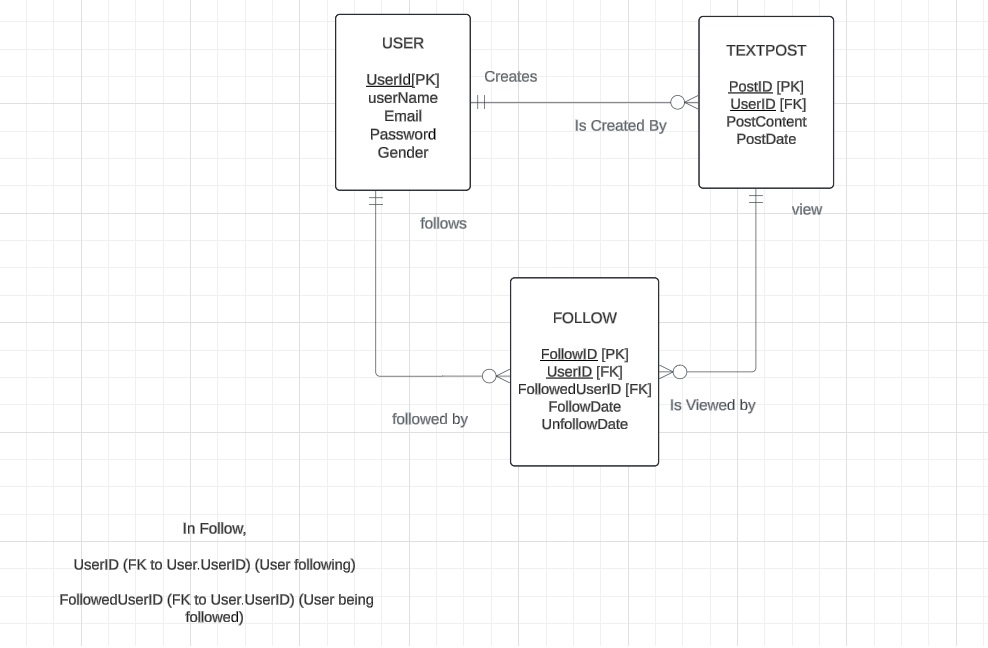 USER
UserId[PK]
userName
Email
Password
Gender
Creates
Is Created By
TEXTPOST
PostID [PK]
UserID [FK]
PostContent
PostDate
follows
view
FOLLOW
FollowID [PK]
UserID [FK]
FollowedUserID [FK]
FollowDate
UnfollowDate
followed by
Is Viewed by
In Follow,
UserID (FK to User.UserID) (User following)
FollowedUserID (FK to User.UserID) (User being
followed)